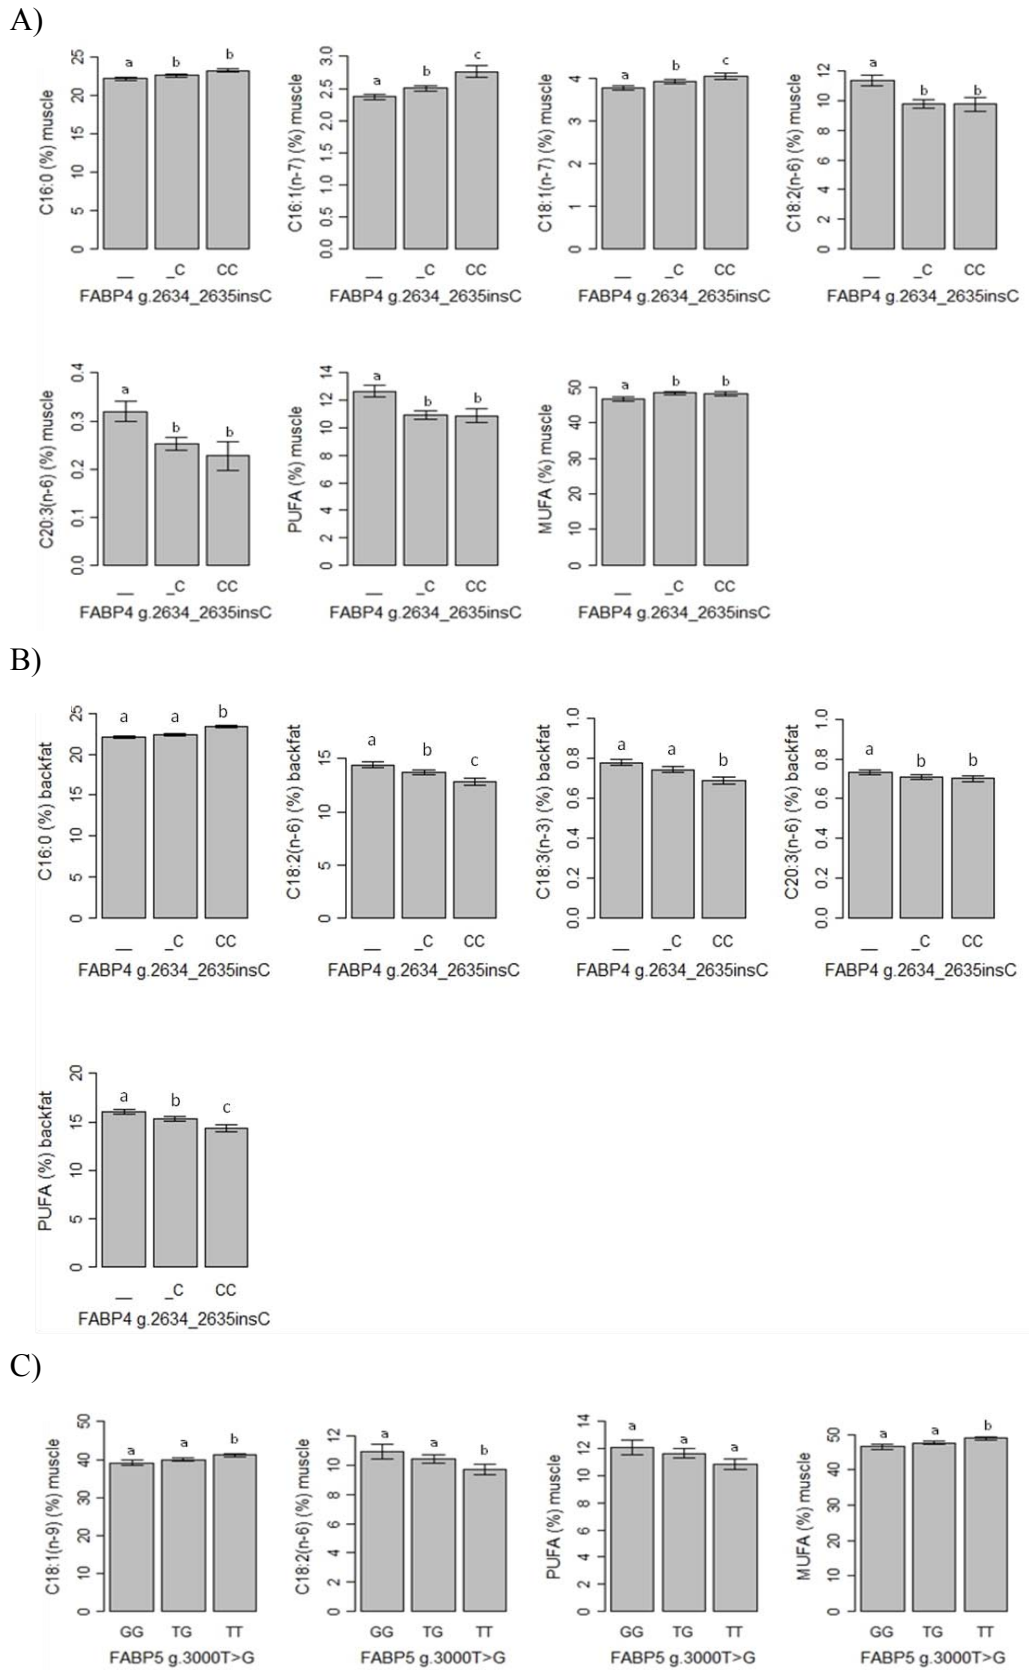 A)
C16:0 (%) muscle
25
20
15
10
5
0
a b b
__ _C CC
FABP4 g.2634_2635insC
C16:1(n-7) (%) muscle
3.0
2.5
2.0
1.5
1.0
0.5
0.0
a b c
__ _C CC
FABP4 g.2634_2635insC
C18:1(n-7) (%) muscle
4
3
2
1
0
a b c
__ _C CC
FABP4 g.2634_2635insC
C18:2(n-6) (%) muscle
12
10
8
6
4
2
0
a b b
__ _C CC
FABP4 g.2634_2635insC
C20:3(n-6) (%) muscle
0.4
0.3
0.2
0.1
0.0
a b b
__ _C CC
FABP4 g.2634_2635insC
PUFA (%) muscle
14
12
10
8
6
4
2
0
a b b
__ _C CC
FABP4 g.2634_2635insC
MUFA (%) muscle
50
40
30
20
10
0
a b b
__ _C CC
FABP4 g.2634_2635insC
B)
C16:0 (%) backfat
25
20
15
10
5
0
a a b
__ _C CC
FABP4 g.2634_2635insC
C18:2(n-6) (%) backfat
15
10
5
0
a b c
__ _C CC
FABP4 g.2634_2635insC
C18:3(n-3) (%) backfat
1.0
0.8
0.6
0.4
0.2
0.0
a a b
__ _C CC
FABP4 g.2634_2635insC
C20:3(n-6) (%) backfat
1.0
0.8
0.6
0.4
0.2
0.0
a b b
__ _C CC
FABP4 g.2634_2635insC
PUFA (%) backfat
20
15
10
5
0
a b c
__ _C CC
FABP4 g.2634_2635insC
C)
C18:1(n-9) (%) muscle
50
40
30
20
10
0
a a b
GG TG TT
FABP5 g.3000T>G
C18:2(n-6) (%) muscle
12
10
8
6
4
2
0
a a b
GG TG TT
FABP5 g.3000T>G
PUFA (%) muscle
14
12
10
8
6
4
2
0
a a a
GG TG TT
FABP5 g.3000T>G
MUFA (%) muscle
50
40
30
20
10
0
a a b
GG TG TT
FABP5 g.3000T>G